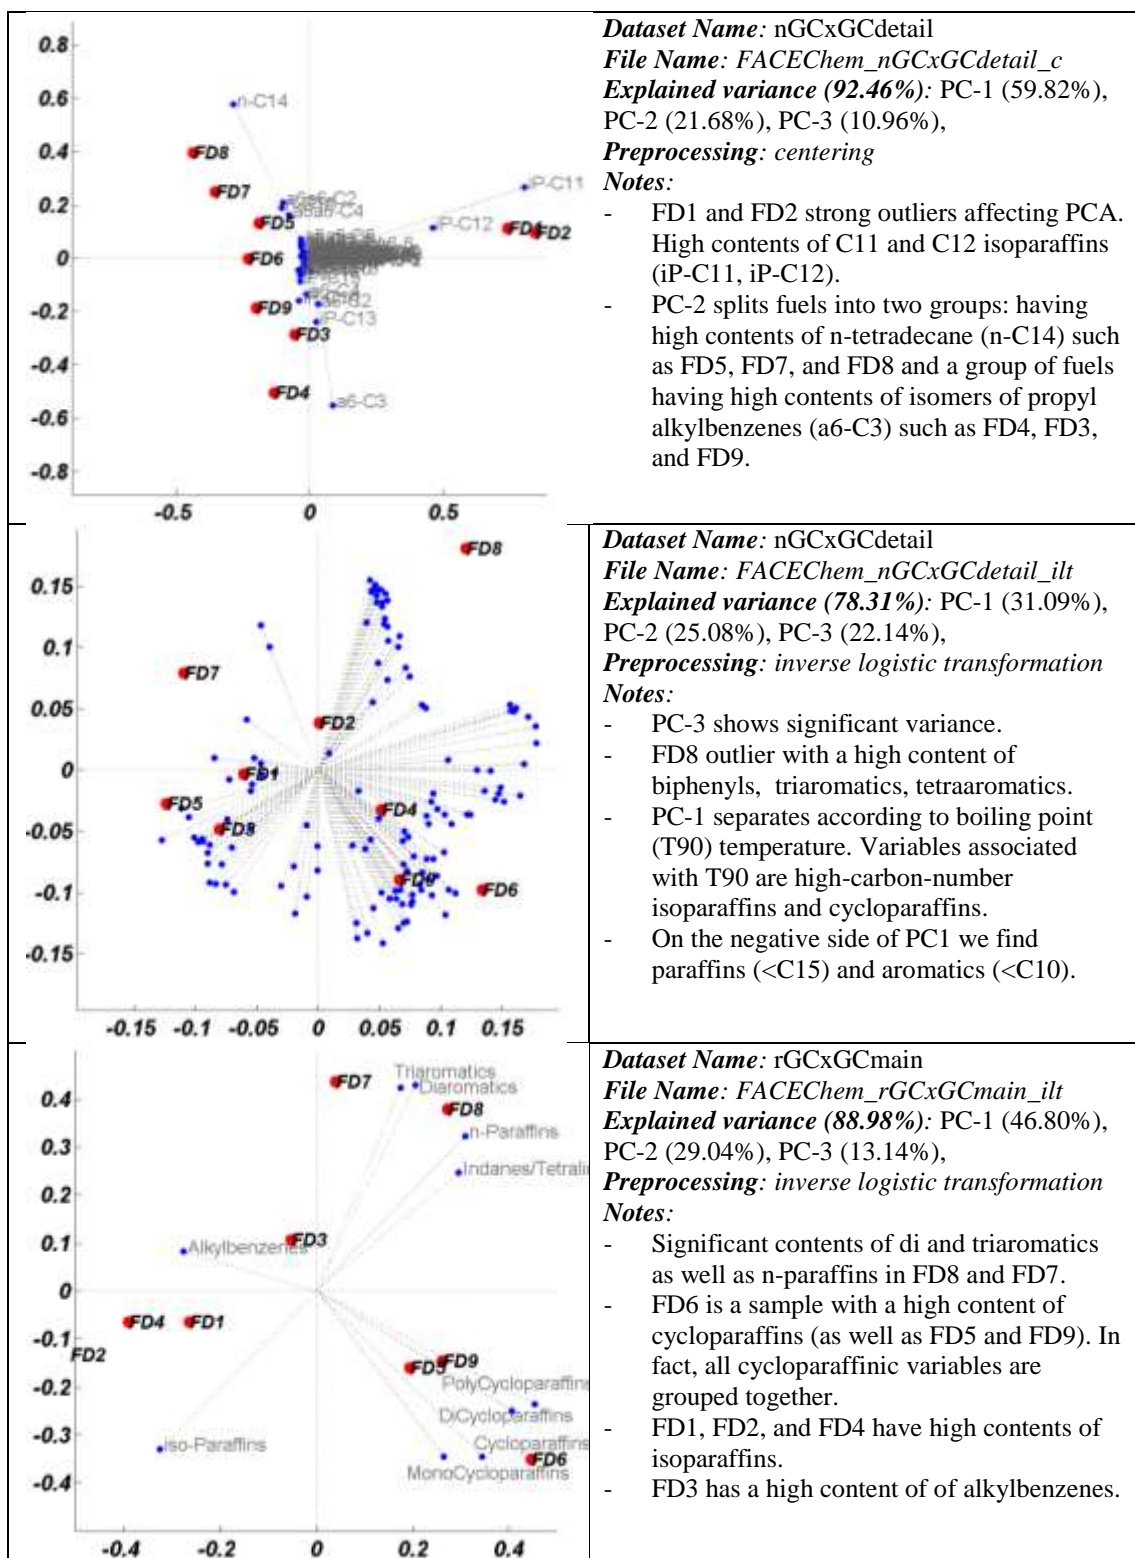 0.8
0.6
0.4
0.2
0
-0.2
-0.4
-0.6
-0.8
-0.5
0
0.5
n-C14
FD8
FD7
a6a6-C2
a6a6-C4
FD5
iP-C11
iP-C12
FD1
FD2
FD6
FD9
FD3
iP-C13
FD4
a6-C3
Dataset Name: nGCxGCdetail
File Name: FACEChem_nGCxGCdetail_c
Explained variance (92.46%): PC-1 (59.82%),
PC-2 (21.68%), PC-3 (10.96%),
Preprocessing: centering
Notes:
- FD1 and FD2 strong outliers affecting PCA.
High contents of C11 and C12 isoparaffins
(iP-C11, iP-C12).
- PC-2 splits fuels into two groups: having
high contents of n-tetradecane (n-C14) such
as FD5, FD7, and FD8 and a group of fuels
having high contents of isomers of propyl
alkylbenzenes (a6-C3) such as FD4, FD3,
and FD9.
0.15
0.1
0.05
0
-0.05
-0.1
-0.15
-0.15 -0.1 -0.05 0 0.05 0.1 0.15
FD8
FD7
FD2
FD1
FD5
FD4
FD3
FD9
FD6
Dataset Name: nGCxGCdetail
File Name: FACEChem_nGCxGCdetail_ilt
Explained variance (78.31%): PC-1 (31.09%),
PC-2 (25.08%), PC-3 (22.14%),
Preprocessing: inverse logistic transformation
Notes:
- PC-3 shows significant variance.
- FD8 outlier with a high content of
biphenyls, triaromatics, tetraaromatics.
- PC-1 separates according to boiling point
(T90) temperature. Variables associated
with T90 are high-carbon-number
isoparaffins and cycloparaffins.
- On the negative side of PC1 we find
paraffins (<C15) and aromatics (<C10).
0.4
0.3
0.2
0.1
0
-0.1
-0.2
-0.3
-0.4
-0.4 -0.2 0 0.2 0.4
Triaromatics
FD7
Diaromatics
FD8
n-Paraffins
Indanes/Tetrali
FD3
Alkylbenzenes
FD4
FD1
FD2
FD9
FD5
PolyCycloparaffins
DiCycloparaffins
iso-Paraffins
Cycloparaffins
FD6
MonoCycloparaffins
Dataset Name: rGCxGCmain
File Name: FACEChem_rGCxGCmain_ilt
Explained variance (88.98%): PC-1 (46.80%),
PC-2 (29.04%), PC-3 (13.14%),
Preprocessing: inverse logistic transformation
Notes:
- Significant contents of di and triaromatics
as well as n-paraffins in FD8 and FD7.
- FD6 is a sample with a high content of
cycloparaffins (as well as FD5 and FD9). In
fact, all cycloparaffinic variables are
grouped together.
- FD1, FD2, and FD4 have high contents of
isoparaffins.
- FD3 has a high content of of alkylbenzenes.